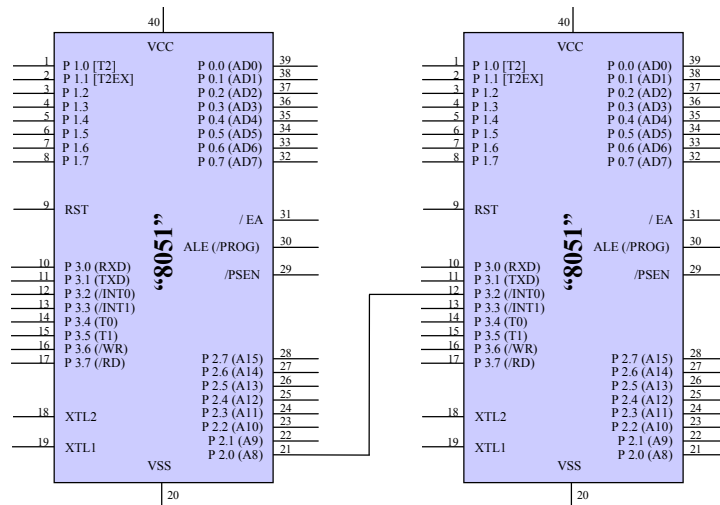 40
VCC
1 P 1.0 [T2] P 0.0 (AD0) 39
2 P 1.1 [T2EX] P 0.1 (AD1) 38
3 P 1.2 P 0.2 (AD2) 37
4 P 1.3 P 0.3 (AD3) 36
5 P 1.4 P 0.4 (AD4) 35
6 P 1.5 P 0.5 (AD5) 34
7 P 1.6 P 0.6 (AD6) 33
8 P 1.7 P 0.7 (AD7) 32
9 RST
/ EA 31
ALE (/PROG) 30
/PSEN 29
“8051”
10 P 3.0 (RXD)
11 P 3.1 (TXD)
12 P 3.2 (/INT0)
13 P 3.3 (/INT1)
14 P 3.4 (T0)
15 P 3.5 (T1)
16 P 3.6 (/WR)
17 P 3.7 (/RD)
P 2.7 (A15) 28
P 2.6 (A14) 27
P 2.5 (A13) 26
P 2.4 (A12) 25
P 2.3 (A11) 24
P 2.2 (A10) 23
P 2.1 (A9) 22
P 2.0 (A8) 21
18 XTL2
19 XTL1
VSS
20
40
VCC
1 P 1.0 [T2] P 0.0 (AD0) 39
2 P 1.1 [T2EX] P 0.1 (AD1) 38
3 P 1.2 P 0.2 (AD2) 37
4 P 1.3 P 0.3 (AD3) 36
5 P 1.4 P 0.4 (AD4) 35
6 P 1.5 P 0.5 (AD5) 34
7 P 1.6 P 0.6 (AD6) 33
8 P 1.7 P 0.7 (AD7) 32
9 RST
/ EA 31
ALE (/PROG) 30
/PSEN 29
“8051”
10 P 3.0 (RXD)
11 P 3.1 (TXD)
12 P 3.2 (/INT0)
13 P 3.3 (/INT1)
14 P 3.4 (T0)
15 P 3.5 (T1)
16 P 3.6 (/WR)
17 P 3.7 (/RD)
P 2.7 (A15) 28
P 2.6 (A14) 27
P 2.5 (A13) 26
P 2.4 (A12) 25
P 2.3 (A11) 24
P 2.2 (A10) 23
P 2.1 (A9) 22
P 2.0 (A8) 21
18 XTL2
19 XTL1
VSS
20